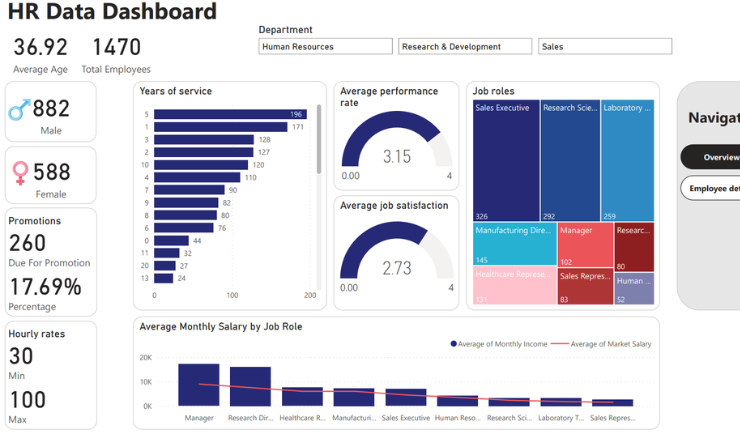 HR Data Dashboard
36.92
Average Age
1470
Total Employees
Department
Human Resources
Research & Development
Sales
882
Male
588
Female
Promotions
260
Due For Promotion
17.69%
Percentage
Hourly rates
30
Min
100
Max
Years of service
5 196
1 171
3 128
2 127
10 120
4 110
7 90
9 82
8 80
6 76
0 44
11 32
20 27
13 24
0 100 200
Average performance
rate
3.15
0.00 4
Average job satisfaction
2.73
0.00 4
Job roles
Sales Executive
326
Research Scie...
292
Laboratory ...
259
Manufacturing Dire...
145
Healthcare Represe...
131
Manager
102
Sales Repres...
83
Researc...
80
Human ...
52
Navigat
Overview
Employee det
Average Monthly Salary by Job Role
Average of Monthly Income Average of Market Salary
20K
10K
0K
Manager Research Dir... Healthcare R... Manufacturi... Sales Executive Human Reso... Research Sci... Laboratory T... Sales Repres...